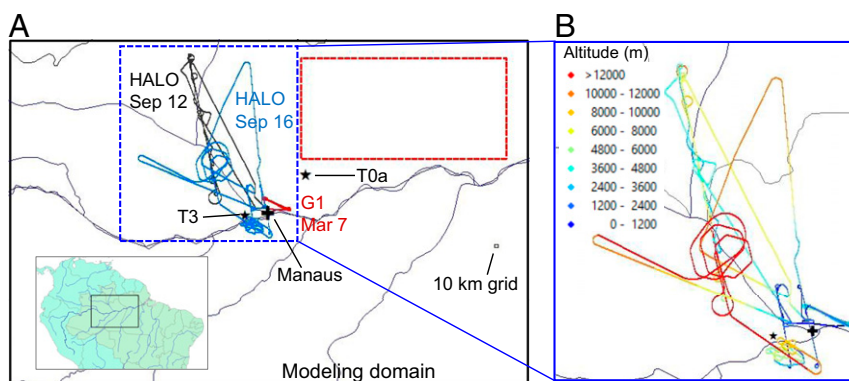 A
HALO
Sep 12
HALO
Sep 16
T0a
T3
G1
Mar 7
Manaus
10 km grid
Modeling domain
B
Altitude (m)
>12000
10000 - 12000
8000 - 10000
6000 - 8000
4800 - 6000
3600 - 4800
2400 - 3600
1200 - 2400
0 - 1200